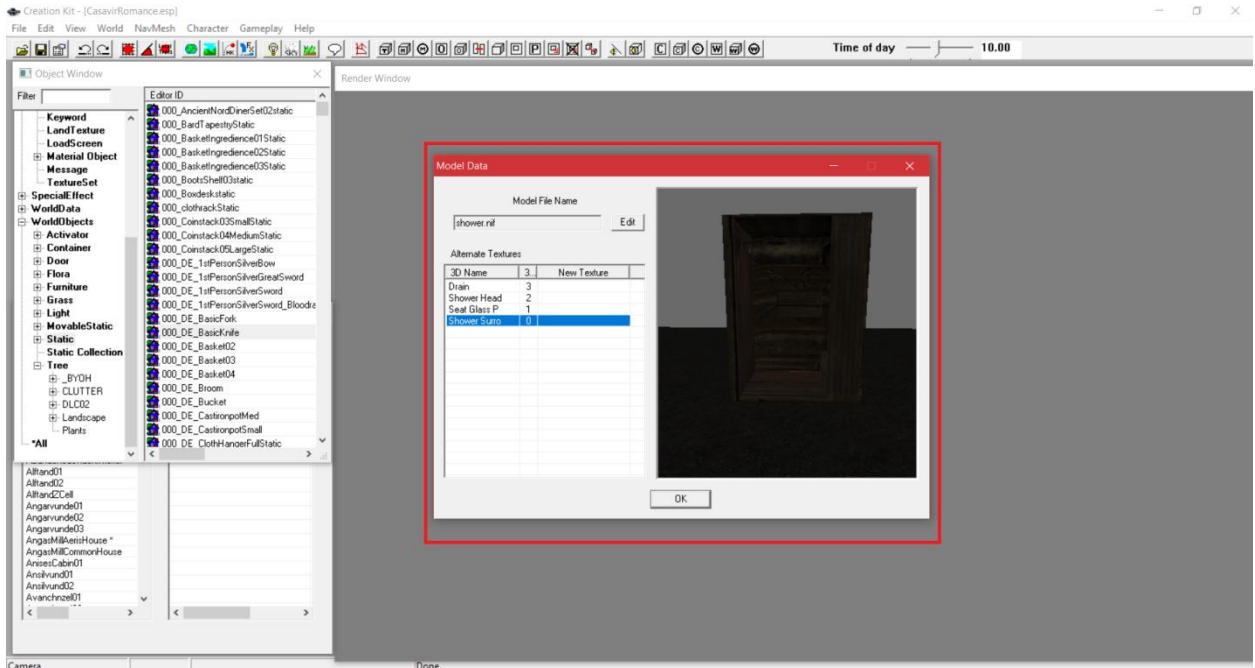 Creation Kit - [CasavirRomance.esp]
File Edit View World NavMesh Character Gameplay Help
Time of day 10.00
Object Window
Filter
Keyword
LandTexture
LoadScreen
Material Object
Message
TextureSet
SpecialEffect
WorldData
WorldObjects
Activator
Container
Door
Flora
Furniture
Grass
Light
MovableStatic
Static
Static Collection
Tree
_BYOH
CLUTTER
DLC02
Landscape
Plants
*All
Editor ID
000_AncientNordDinerSet02static
000_BardTapestryStatic
000_BasketIngredience01Static
000_BasketIngredience02Static
000_BasketIngredience03Static
000_BootsShelf03static
000_Boxdeskstatic
000_clothrackStatic
000_Coinstack03SmallStatic
000_Coinstack04MediumStatic
000_Coinstack05LargeStatic
000_DE_1stPersonSilverBow
000_DE_1stPersonSilverGreatSword
000_DE_1stPersonSilverSword
000_DE_1stPersonSilverSword_Bloodra
000_DE_BasicFork
000_DE_BasicKnife
000_DE_Basket02
000_DE_Basket03
000_DE_Basket04
000_DE_Broom
000_DE_Bucket
000_DE_CastironpotMed
000_DE_CastironpotSmall
000_DE_ClothHangerFullStatic
Alftand01
Alftand02
AlftandZCell
Angarvunde01
Angarvunde02
Angarvunde03
AngasMillAerisHouse *
AngasMillCommonHouse
AnisesCabin01
Ansilvund01
Ansilvund02
Avanchnzel01
Render Window
Model Data
Model File Name
shower.nif Edit
Alternate Textures
3D Name 3... New Texture
Drain 3
Shower Head 2
Seat Glass P 1
Shower Surro 0
OK
Camera Done.